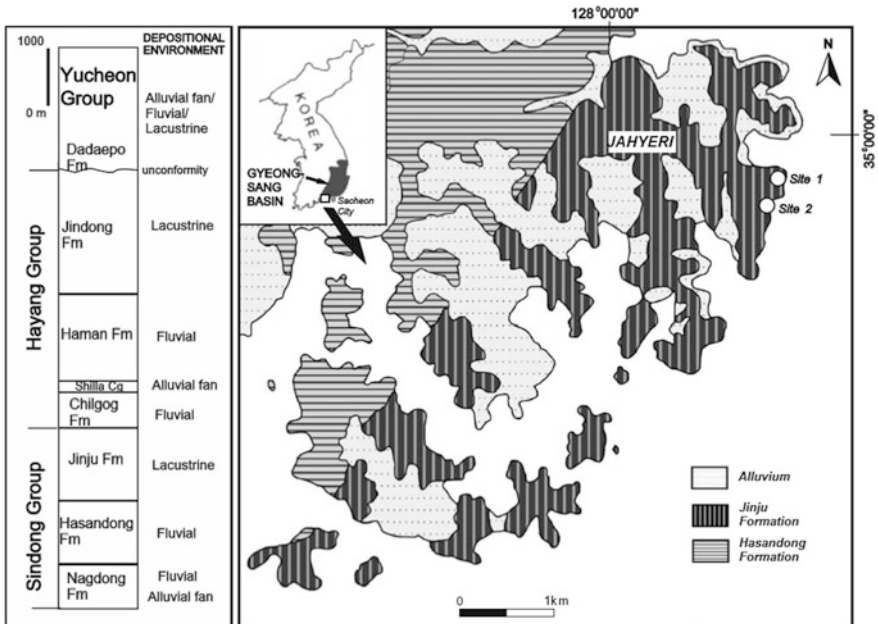 1000
0 m
DEPOSITIONAL
ENVIRONMENT
Yucheon
Group
Alluvial fan/
Fluvial/
Lacustrine
Dadaepo
Fm
unconformity
Hayang Group
Jindong
Fm
Lacustrine
Haman Fm
Fluvial
Shilla Cg
Alluvial fan
Chilgog
Fm
Fluvial
Sindong Group
Jinju Fm
Lacustrine
Hasandong
Fm
Fluvial
Nagdong
Fm
Fluvial
Alluvial fan
128°00'00"
35°00'00"
N
KOREA
GYEONG-
SANG
BASIN
Sacheon
City
JAHYERI
Site 1
Site 2
Alluvium
Jinju
Formation
Hasandong
Formation
0 1km